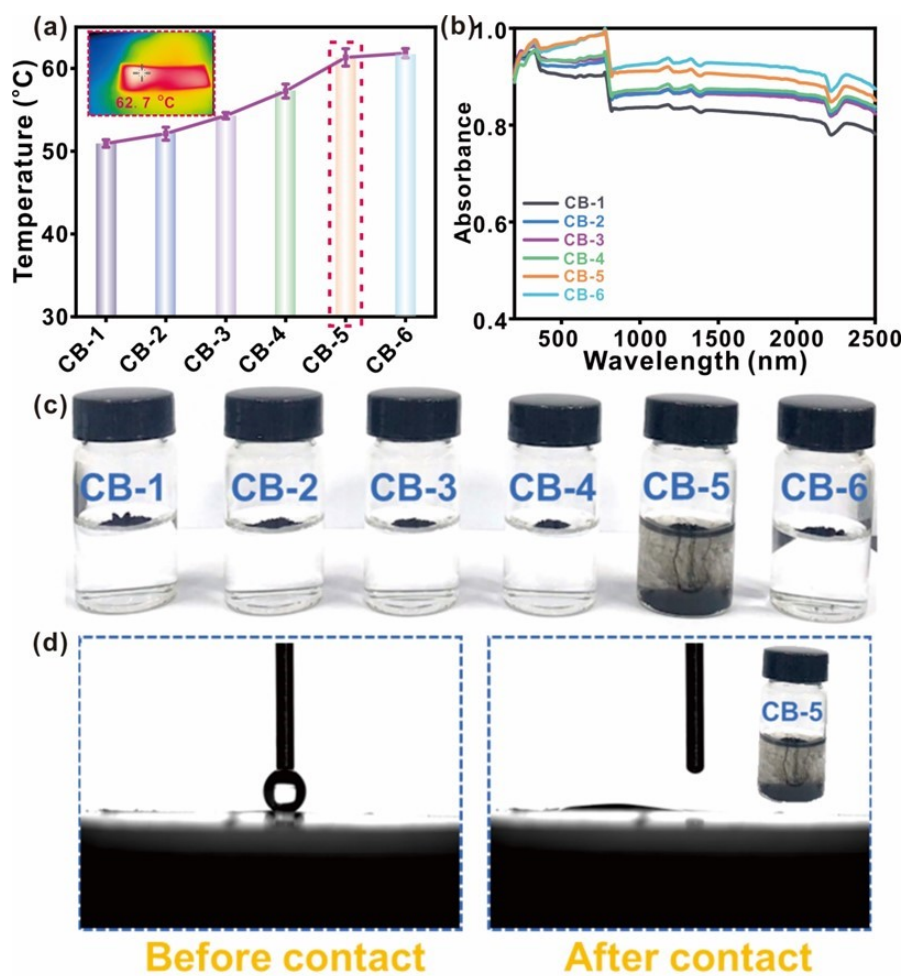 (a)
62.7 °C
Temperature (°C)
60
50
40
30
CB-1
CB-2
CB-3
CB-4
CB-5
CB-6
(b)
Absorbance
1.0
0.8
0.6
0.4
CB-1
CB-2
CB-3
CB-4
CB-5
CB-6
500 1000 1500 2000 2500
Wavelength (nm)
(c)
CB-1 CB-2 CB-3 CB-4 CB-5 CB-6
(d)
CB-5
Before contact
After contact